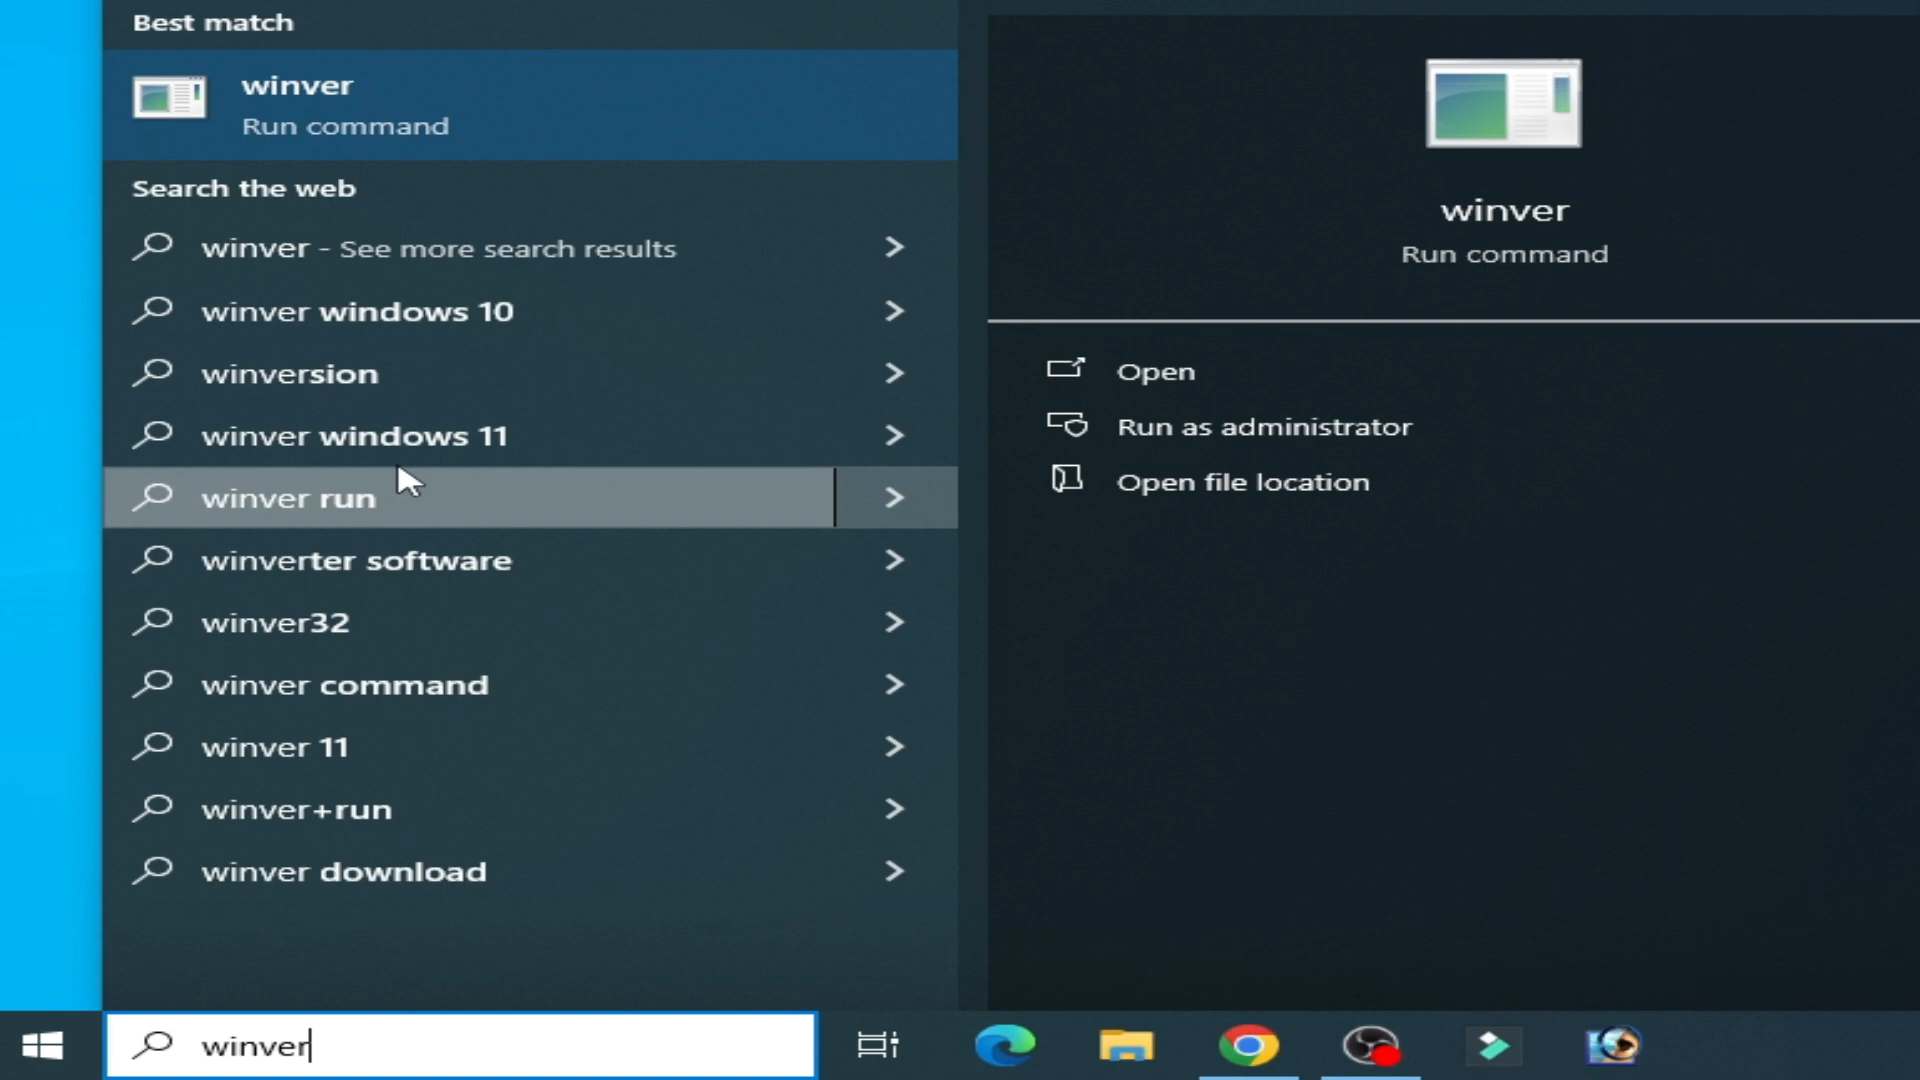 Best match
winver
Run command
Search the web
winver - See more search results
winver windows 10
winversion
winver windows 11
winver run
winverter software
winver32
winver command
winver 11
winver+run
winver download
winver
Run command
Open
Run as administrator
Open file location
winver